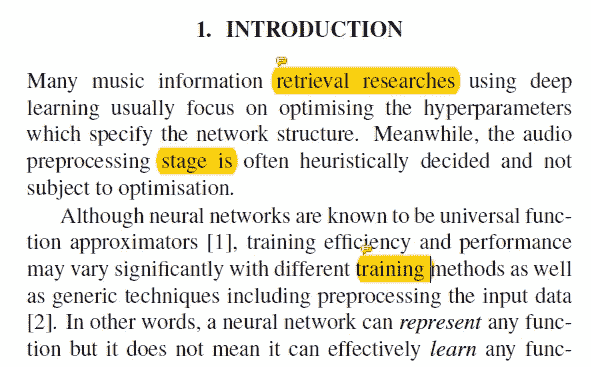 1. INTRODUCTION
Many music information retrieval researches using deep
learning usually focus on optimising the hyperparameters
which specify the network structure. Meanwhile, the audio
preprocessing stage is often heuristically decided and not
subject to optimisation.
Although neural networks are known to be universal func-
tion approximators [1], training efficiency and performance
may vary significantly with different training methods as well
as generic techniques including preprocessing the input data
[2]. In other words, a neural network can represent any func-
tion but it does not mean it can effectively learn any func-